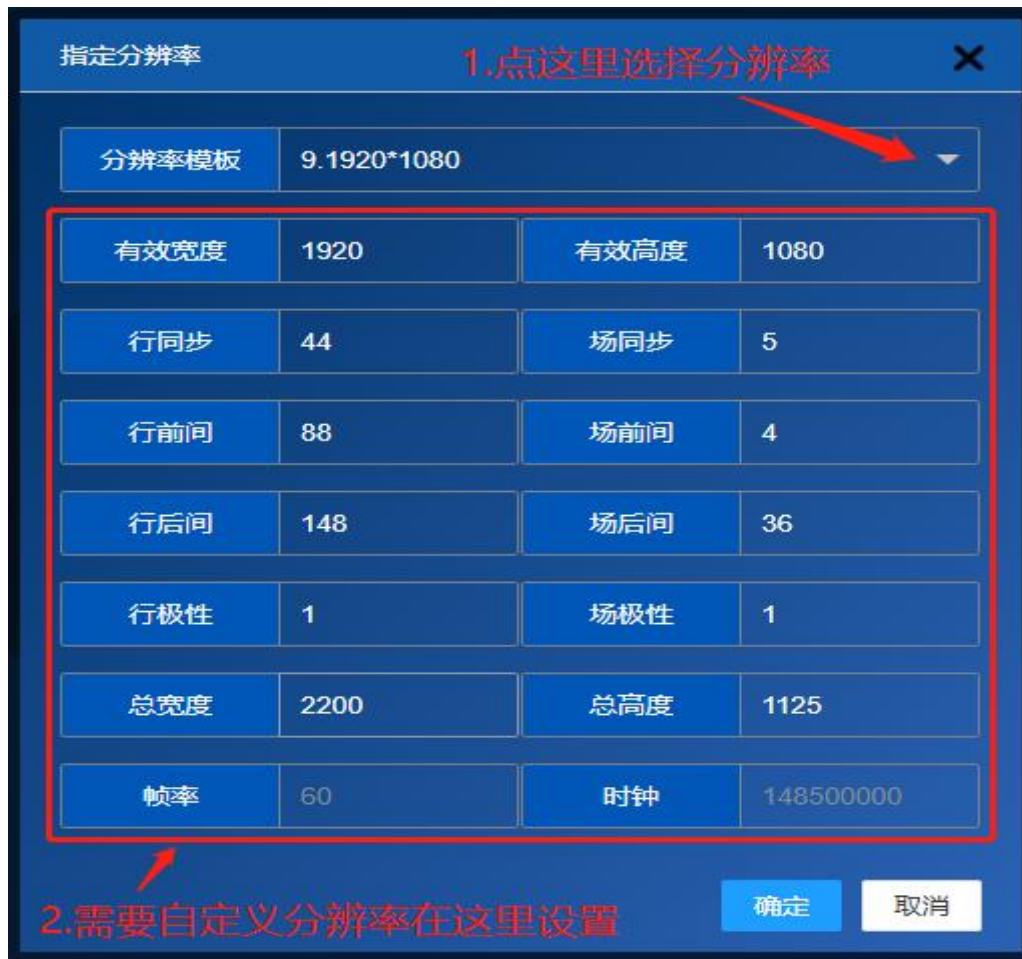 指定分辨率
1.点这里选择分辨率
分辨率模板 9.1920*1080
有效宽度 1920 有效高度 1080
行同步 44 场同步 5
行前间 88 场前间 4
行后间 148 场后间 36
行极性 1 场极性 1
总宽度 2200 总高度 1125
帧率 60 时钟 148500000
2.需要自定义分辨率在这里设置
确定 取消